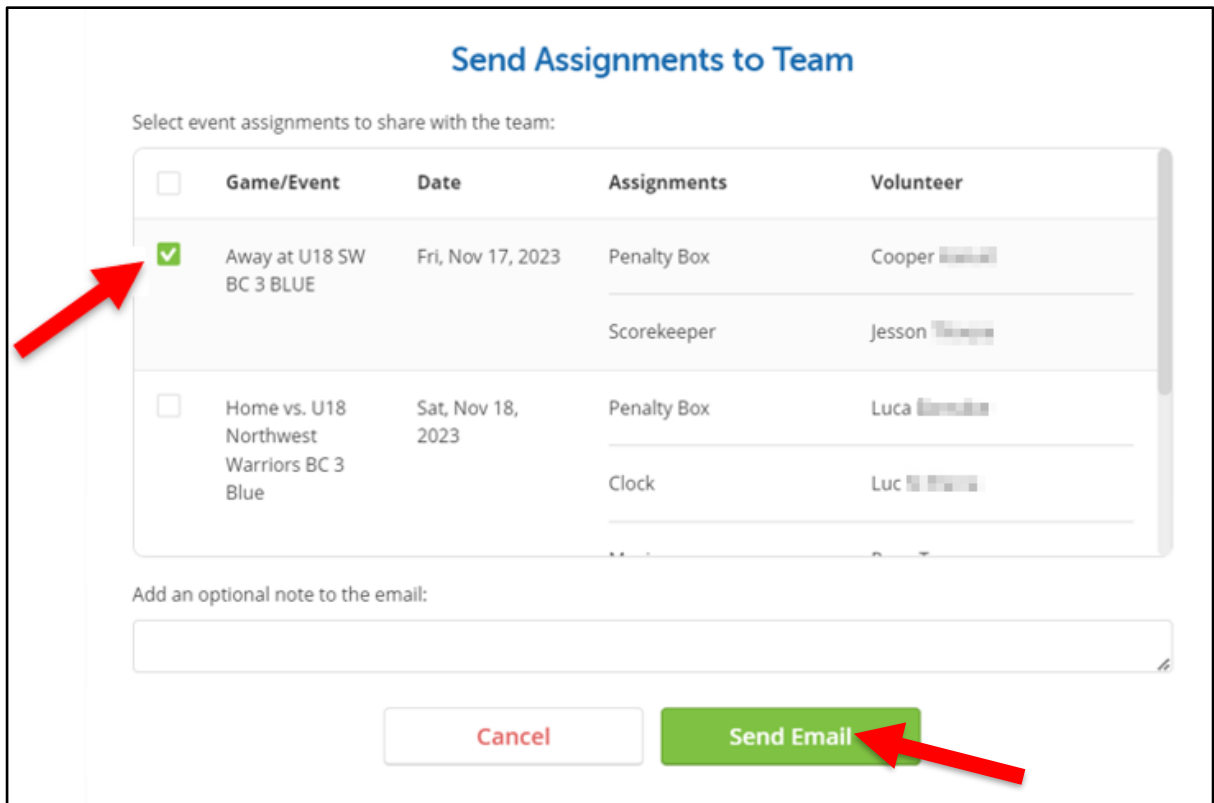 Send Assignments to Team
Select event assignments to share with the team:
Game/Event Date Assignments Volunteer
Away at U18 SW Fri, Nov 17, 2023 Penalty Box Cooper
BC 3 BLUE
Scorekeeper Jesson
Home vs. U18 Sat, Nov 18, Penalty Box Luca
Northwest 2023
Warriors BC 3
Blue Clock Luc
Add an optional note to the email:
Cancel Send Email